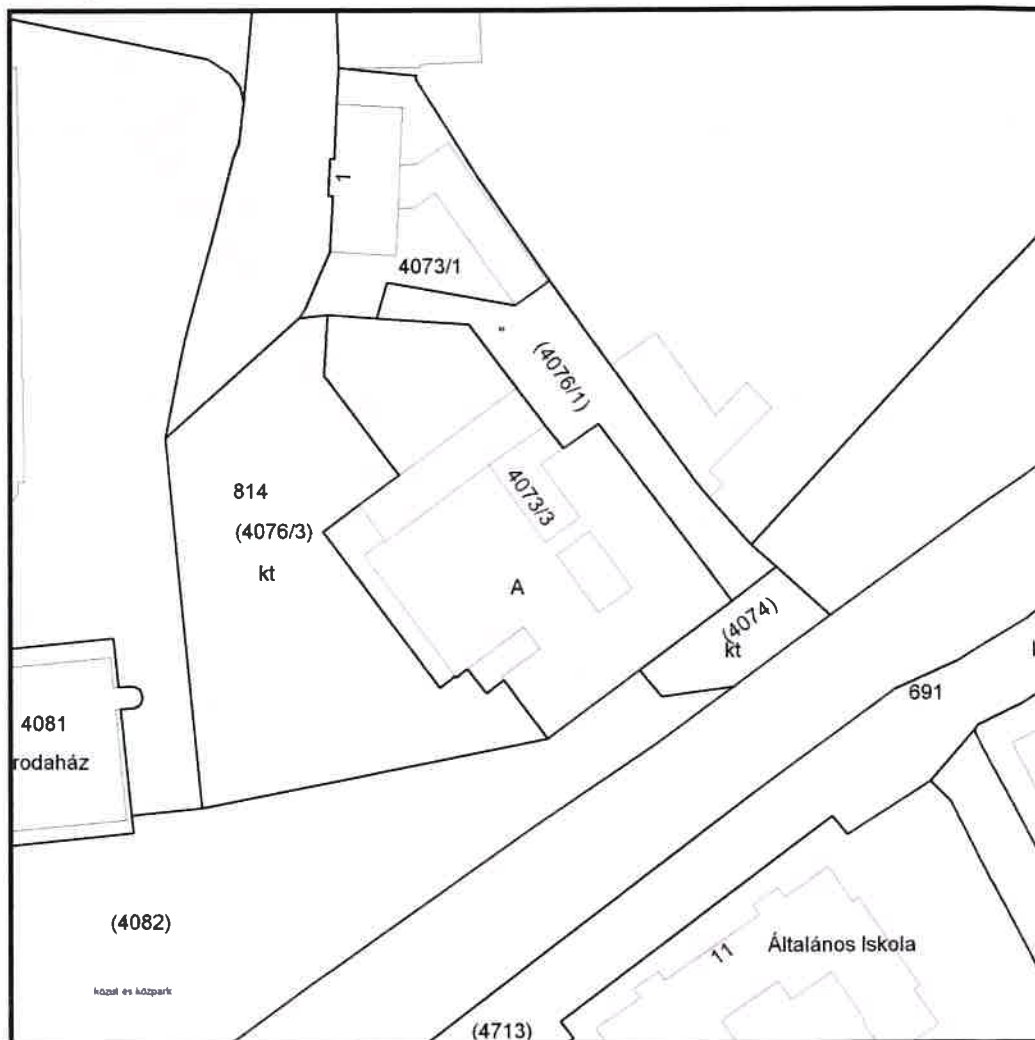 1
4073/1
(4076/1)
814
(4076/3)
kt
4073/3
A
(4074)
kt
691
4081
rodaház
(4082)
közút és közpark
11
Általános Iskola
(4713)